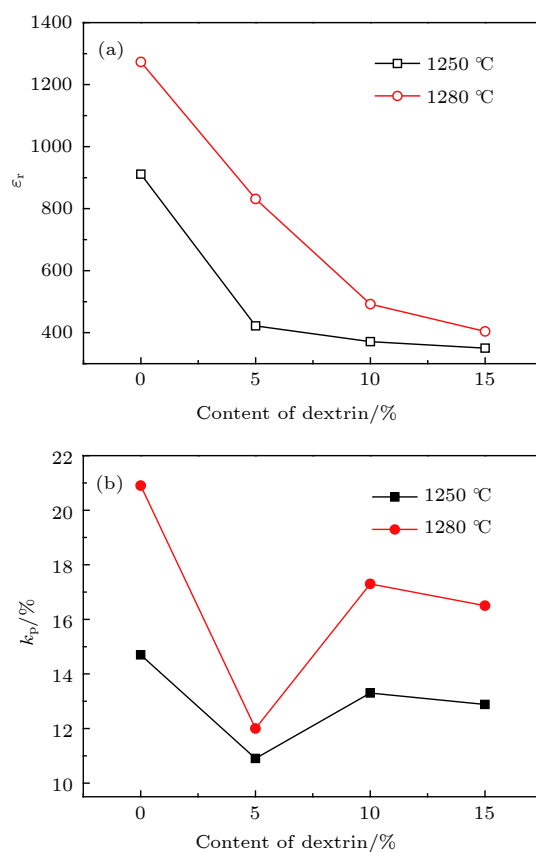 1400
(a)
1250 ℃
1280 ℃
1200
1000
800
600
400
εr
0 5 10 15
Content of dextrin/%
22
(b)
1250 ℃
1280 ℃
20
18
16
14
12
10
kp/%
0 5 10 15
Content of dextrin/%